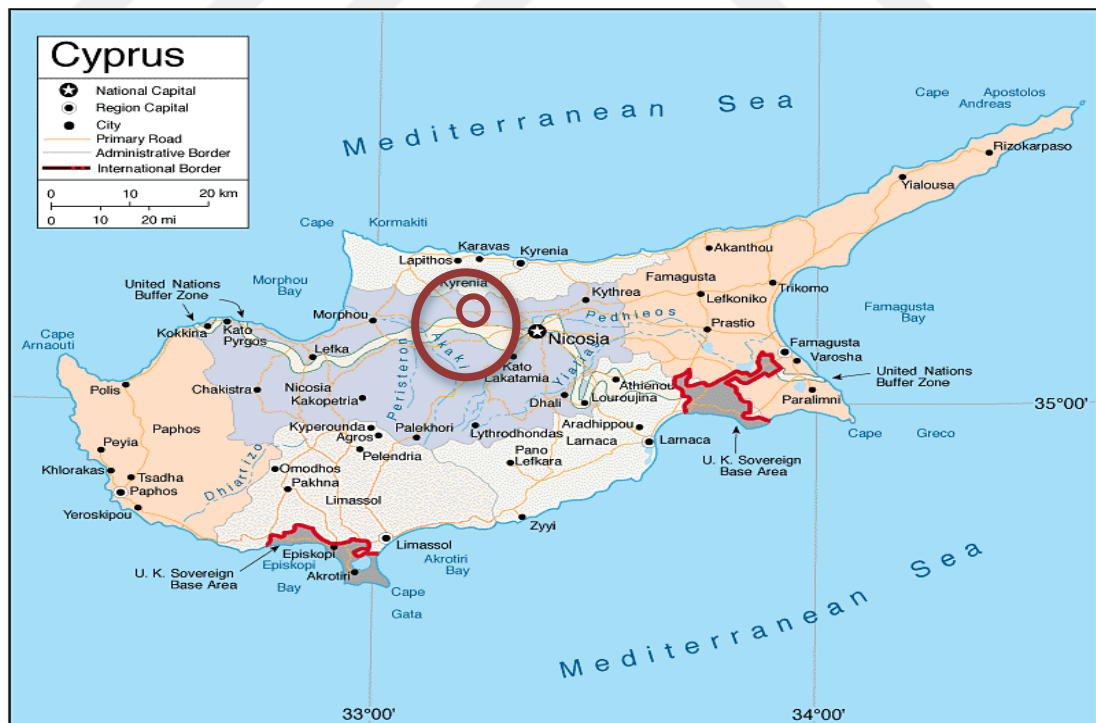 Cyprus
National Capital
Region Capital
City
Primary Road
Administrative Border
International Border
0 10 20 km
0 10 20 mi
Mediterranean Sea
Cape Apostolos
Andreas
Rizokarpaso
Yialousa
Cape Kormakiti
Karavas
Kyrenia
Lapithos
Akanthou
United Nations
Buffer Zone
Morphou
Bay
Kyrenia
Famagusta
Trikomo
Kythrea
Lefkoniko
Famagusta
Bay
Morphou
Pedhieos
Prastio
Kokkina
Kato
Pyrgos
Nicosia
Cape
Arnaouti
Lefka
Akaki
Famagusta
Varosha
Kato
Lakatamia
United Nations
Buffer Zone
Polis
Chakistra
Nicosia
Kakopetria
Peristeron
Yialias
Athienou
Dhali
Louroujina
Paralimni
35°00'
Paphos
Kyperounda
Agros
Palekhori
Lythrodhondas
Aradhippou
Larnaca
Larnaca
Cape Greco
Peyia
Pelendria
Pano
Lefkara
U. K. Sovereign
Base Area
Khlorakas
Tsadha
Paphos
Dhiartizo
Omodhos
Pakhna
Limassol
Yeroskipou
Zyyi
Limassol
Episkopi
Akrotiri
Bay
U. K. Sovereign
Base Area
Episkopi
Bay
Akrotiri
Cape
Gata
Mediterranean Sea
33°00'
34°00'